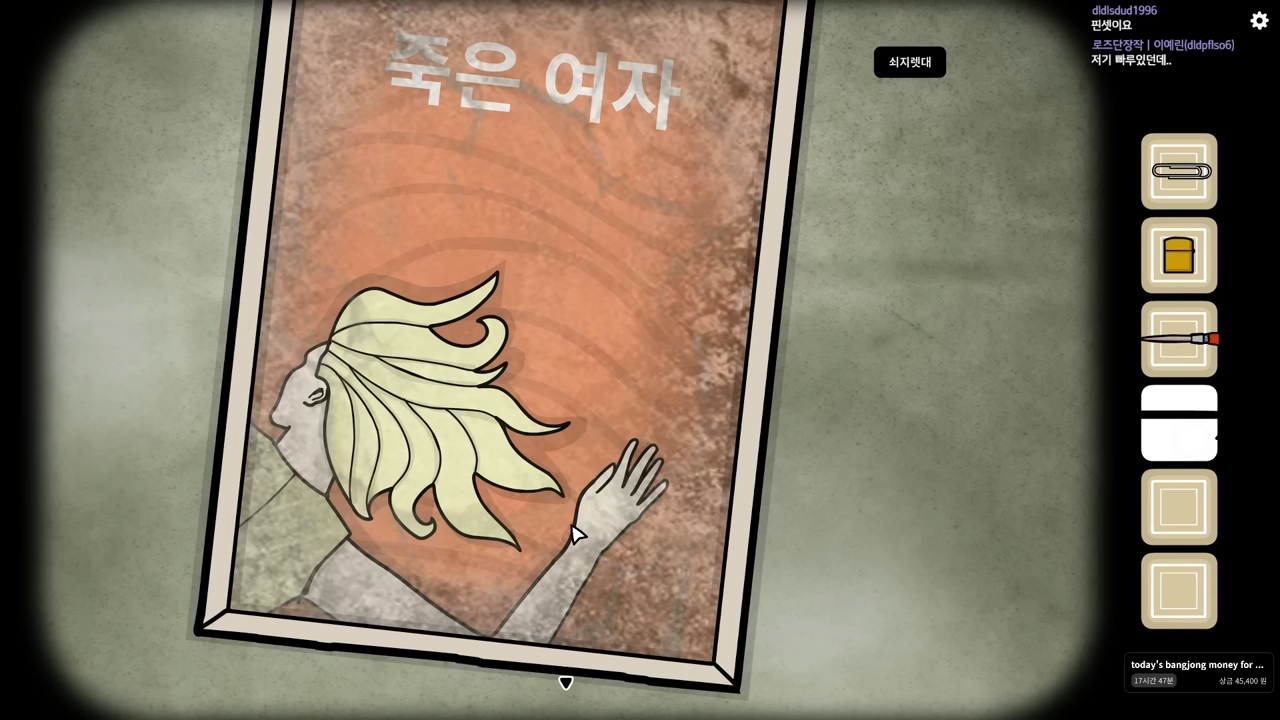 죽은 여자
쇠지렛대
dldlsdud1996
핀셋이요
로즈단장작 | 이예린(dldpflso6)
저기 빠루있던데..
today's bangjong money for ...
17시간 47분
상금 45,400 원